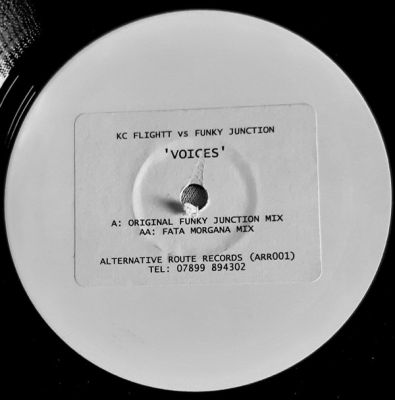 KC FLIGHTT VS FUNKY JUNCTION
'VOICES'
A: ORIGINAL FUNKY JUNCTION MIX
AA: FATA MORGANA MIX
ALTERNATIVE ROUTE RECORDS (ARR001)
TEL: 07899 894302